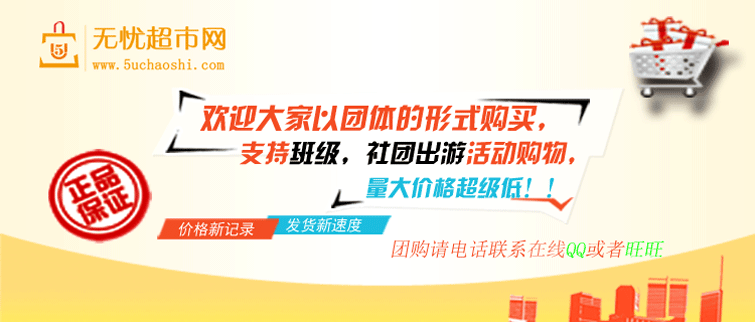 无忧超市网
www.5uchaoshi.com
欢迎大家以团体的形式购买，
支持班级，社团出游活动购物，
量大价格超级低！！
正品
保证
价格新记录
发货新速度
团购请电话联系在线QQ或者旺旺